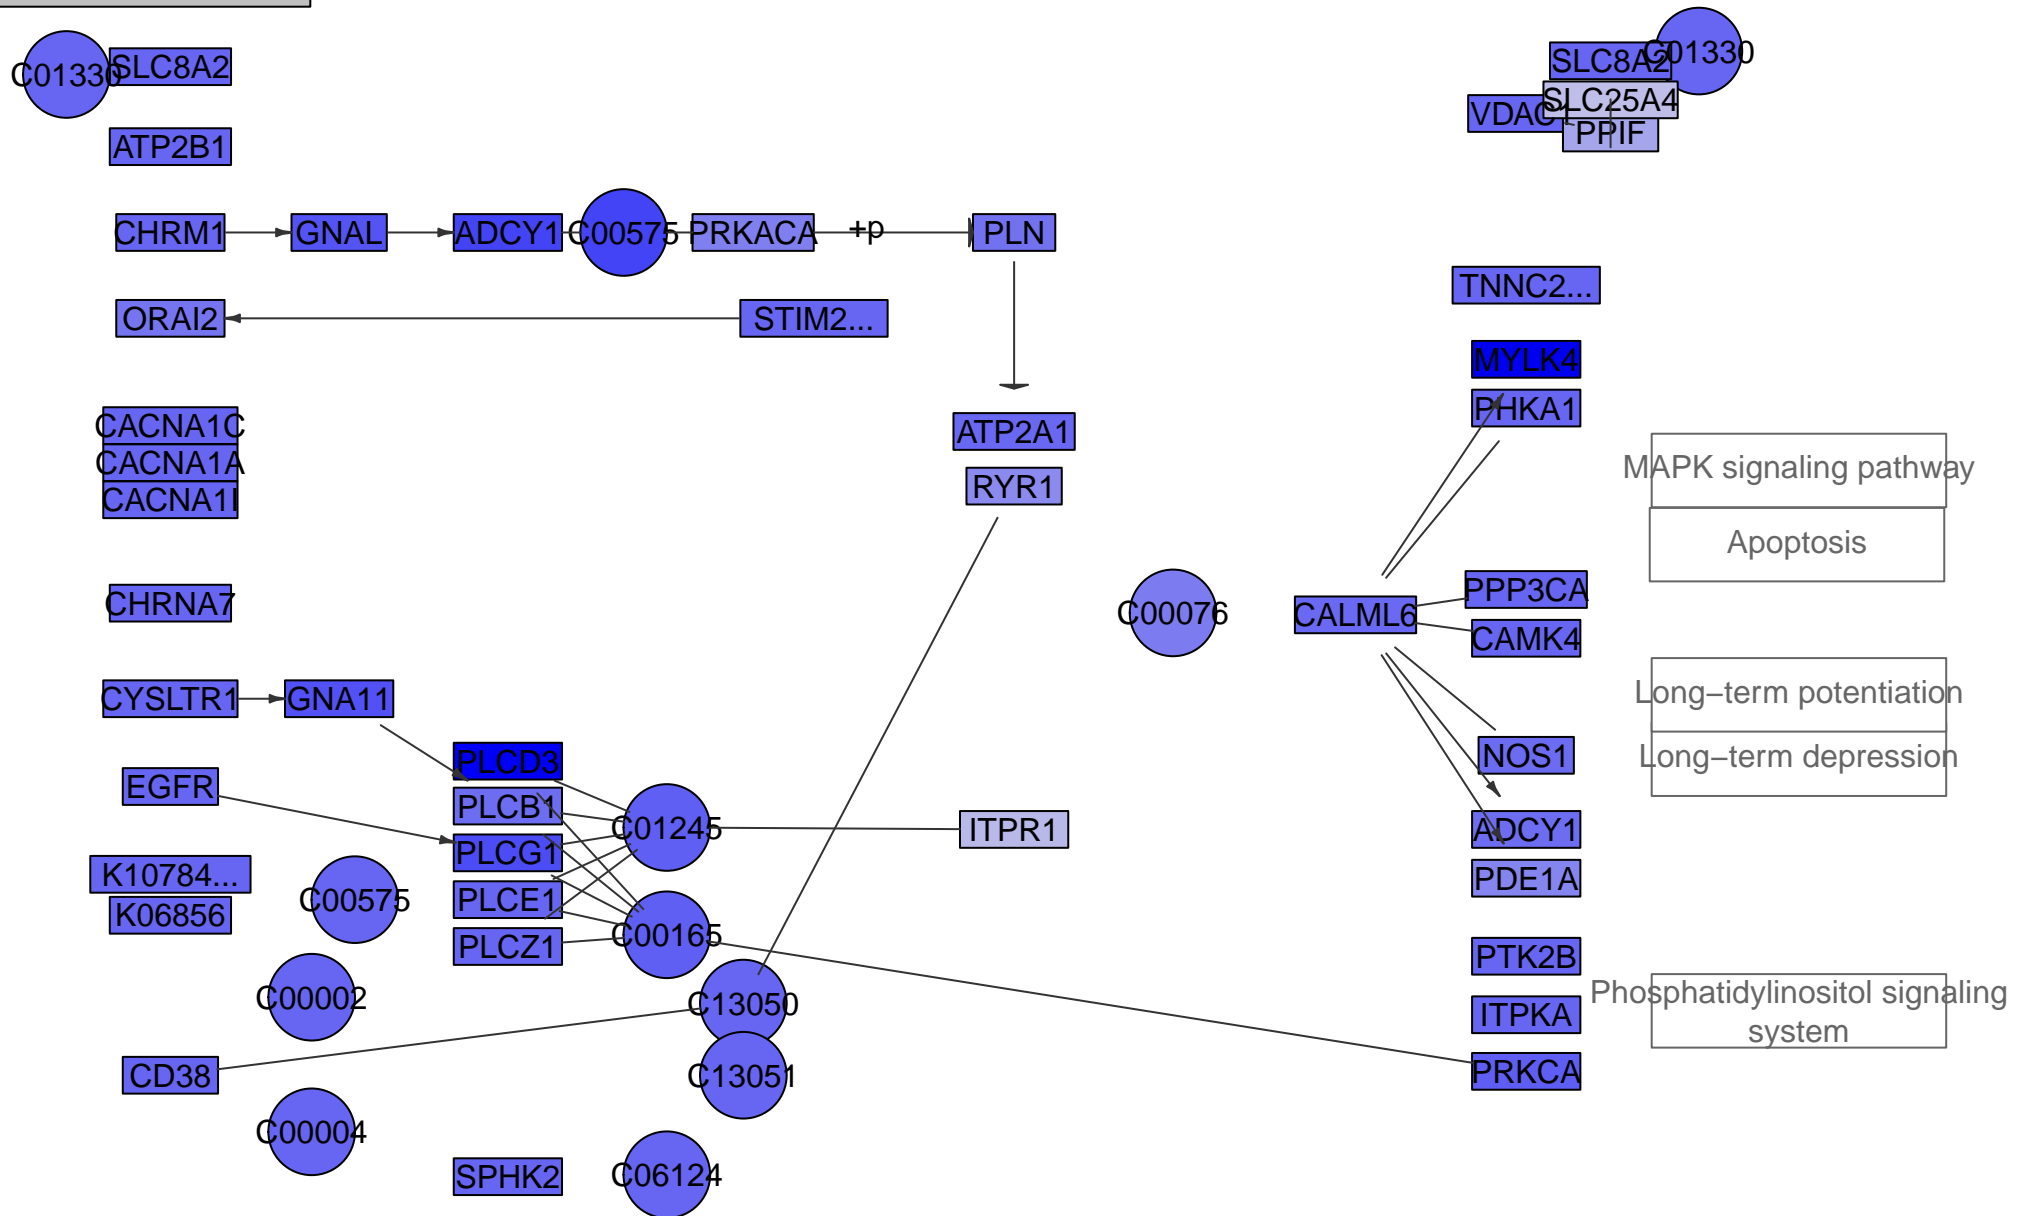 C01330
SLC8A2
SLC8A2
C01330
SLC25A4
VDAC1
PPIF
ATP2B1
CHRM1
GNAL
ADCY1
C00575
PRKACA
+p
PLN
TNNC2...
ORAI2
STIM2...
MYLK4
PHKA1
CACNA1C
CACNA1A
CACNA1I
ATP2A1
RYR1
MAPK signaling pathway
Apoptosis
CHRNA7
C00076
CALML6
PPP3CA
CAMK4
CYSLTR1
GNA11
Long−term potentiation
Long−term depression
NOS1
PLCD3
EGFR
PLCB1
C01245
ITPR1
ADCY1
PLCG1
K10784...
C00575
PLCE1
PDE1A
K06856
C00165
PLCZ1
PTK2B
C00002
C13050
Phosphatidylinositol signaling
system
ITPKA
CD38
C13051
PRKCA
C00004
SPHK2
C06124